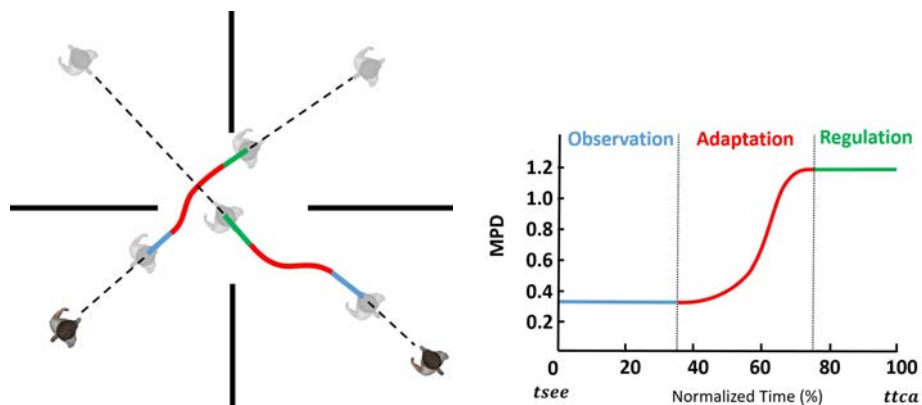 Observation Adaptation Regulation
1.2
1.0
0.8
0.6
0.4
0.2
MPD
0 20 40 60 80 100
tsee Normalized Time (%) ttca